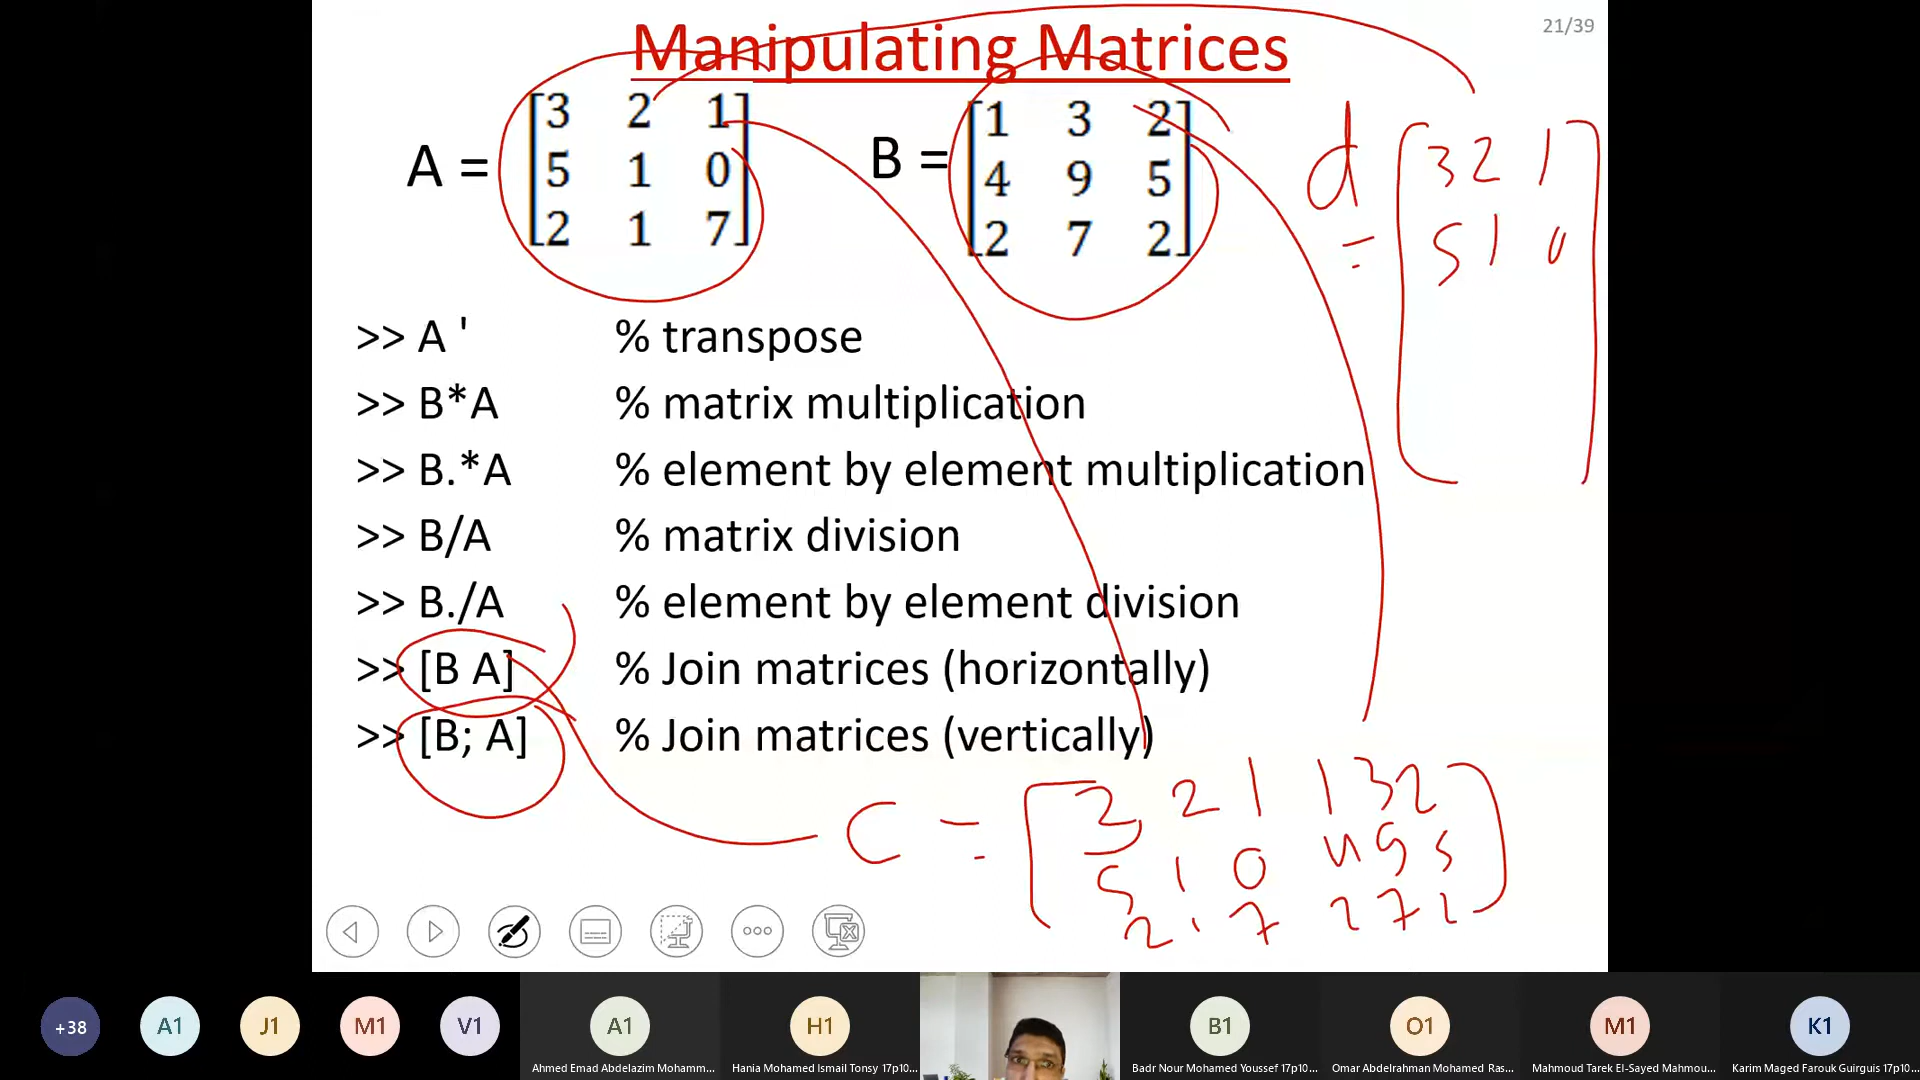 Manipulating Matrices
21/39
A = [3 2 1]
5 1 0
2 1 7
B = [1 3 2]
4 9 5
2 7 2
d = [3 2 1
5 1 0
>> A ' % transpose
>> B*A % matrix multiplication
>> B.*A % element by element multiplication
>> B/A % matrix division
>> B./A % element by element division
>> [B A] % Join matrices (horizontally)
>> [B; A] % Join matrices (vertically)
C = [3 2 1 1 3 2]
5 1 0 4 9 5
2 1 7 2 7 2
+38
A1
J1
M1
V1
A1
H1
B1
O1
M1
K1
Ahmed Emad Abdelazim Mohamm...
Hania Mohamed Ismail Tonsy 17p10...
Badr Nour Mohamed Youssef 17p10...
Omar Abdelrahman Mohamed Ras...
Mahmoud Tarek El-Sayed Mahmou...
Karim Maged Farouk Guirguis 17p10...